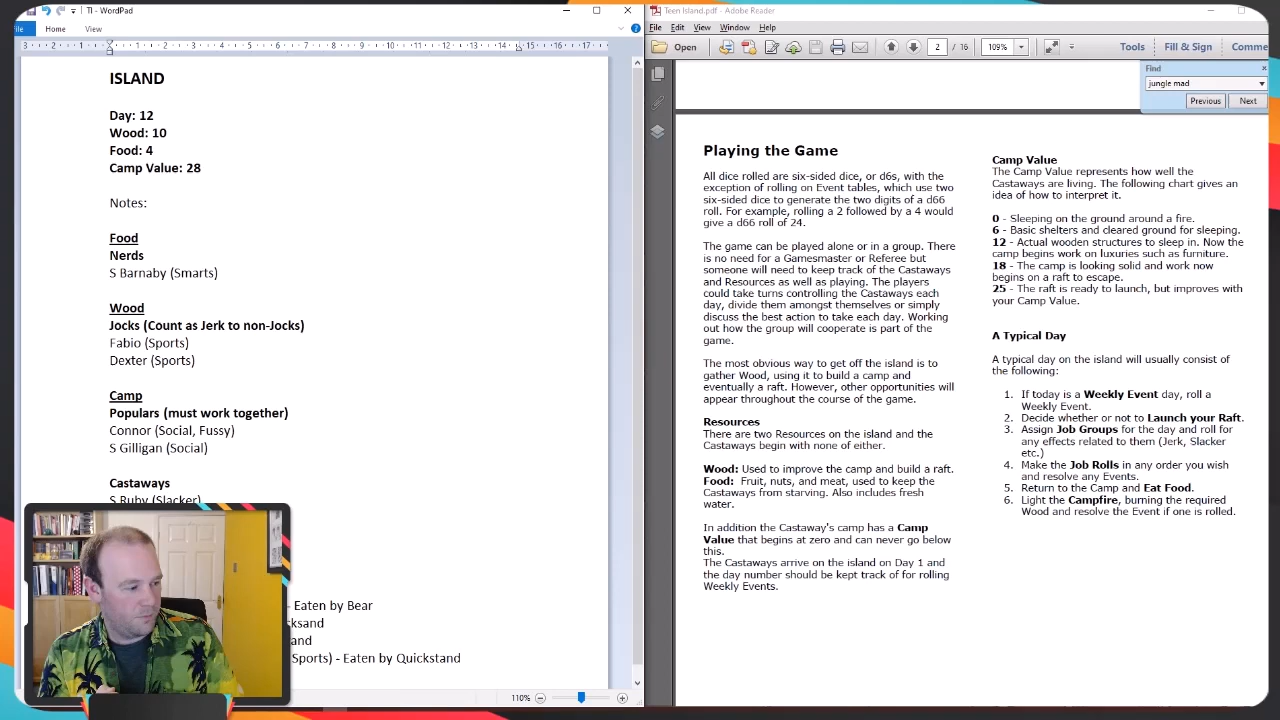 TI - WordPad
File
Home
View
3 2 1 1 2 3 4 5 6 7 8 9 10 11 12 13 14 15 16 17
ISLAND
Day: 12
Wood: 10
Food: 4
Camp Value: 28
Notes:
Food
Nerds
S Barnaby (Smarts)
Wood
Jocks (Count as Jerk to non-Jocks)
Fabio (Sports)
Dexter (Sports)
Camp
Populars (must work together)
Connor (Social, Fussy)
S Gilligan (Social)
Castaways
S Ruby (Slacker)
- Eaten by Bear
Sports) - Eaten by Quickstand
110%
Teen Island.pdf - Adobe Reader
File Edit View Window Help
Open
2 / 16
109%
Tools
Fill & Sign
Comme
Find
jungle mad
Previous
Next
Playing the Game
All dice rolled are six-sided dice, or d6s, with the
exception of rolling on Event tables, which use two
six-sided dice to generate the two digits of a d66
roll. For example, rolling a 2 followed by a 4 would
give a d66 roll of 24.
The game can be played alone or in a group. There
is no need for a Gamesmaster or Referee but
someone will need to keep track of the Castaways
and Resources as well as playing. The players
could take turns controlling the Castaways each
day, divide them amongst themselves or simply
discuss the best action to take each day. Working
out how the group will cooperate is part of the
game.
The most obvious way to get off the island is to
gather Wood, using it to build a camp and
eventually a raft. However, other opportunities will
appear throughout the course of the game.
Resources
There are two Resources on the island and the
Castaways begin with none of either.
Wood: Used to improve the camp and build a raft.
Food: Fruit, nuts, and meat, used to keep the
Castaways from starving. Also includes fresh
water.
In addition the Castaway's camp has a Camp
Value that begins at zero and can never go below
this.
The Castaways arrive on the island on Day 1 and
the day number should be kept track of for rolling
Weekly Events.
Camp Value
The Camp Value represents how well the
Castaways are living. The following chart gives an
idea of how to interpret it.
0 - Sleeping on the ground around a fire.
6 - Basic shelters and cleared ground for sleeping.
12 - Actual wooden structures to sleep in. Now the
camp begins work on luxuries such as furniture.
18 - The camp is looking solid and work now
begins on a raft to escape.
25 - The raft is ready to launch, but improves with
your Camp Value.
A Typical Day
A typical day on the island will usually consist of
the following:
1. If today is a Weekly Event day, roll a
Weekly Event.
2. Decide whether or not to Launch your Raft.
3. Assign Job Groups for the day and roll for
any effects related to them (Jerk, Slacker
etc.)
4. Make the Job Rolls in any order you wish
and resolve any Events.
5. Return to the Camp and Eat Food.
6. Light the Campfire, burning the required
Wood and resolve the Event if one is rolled.